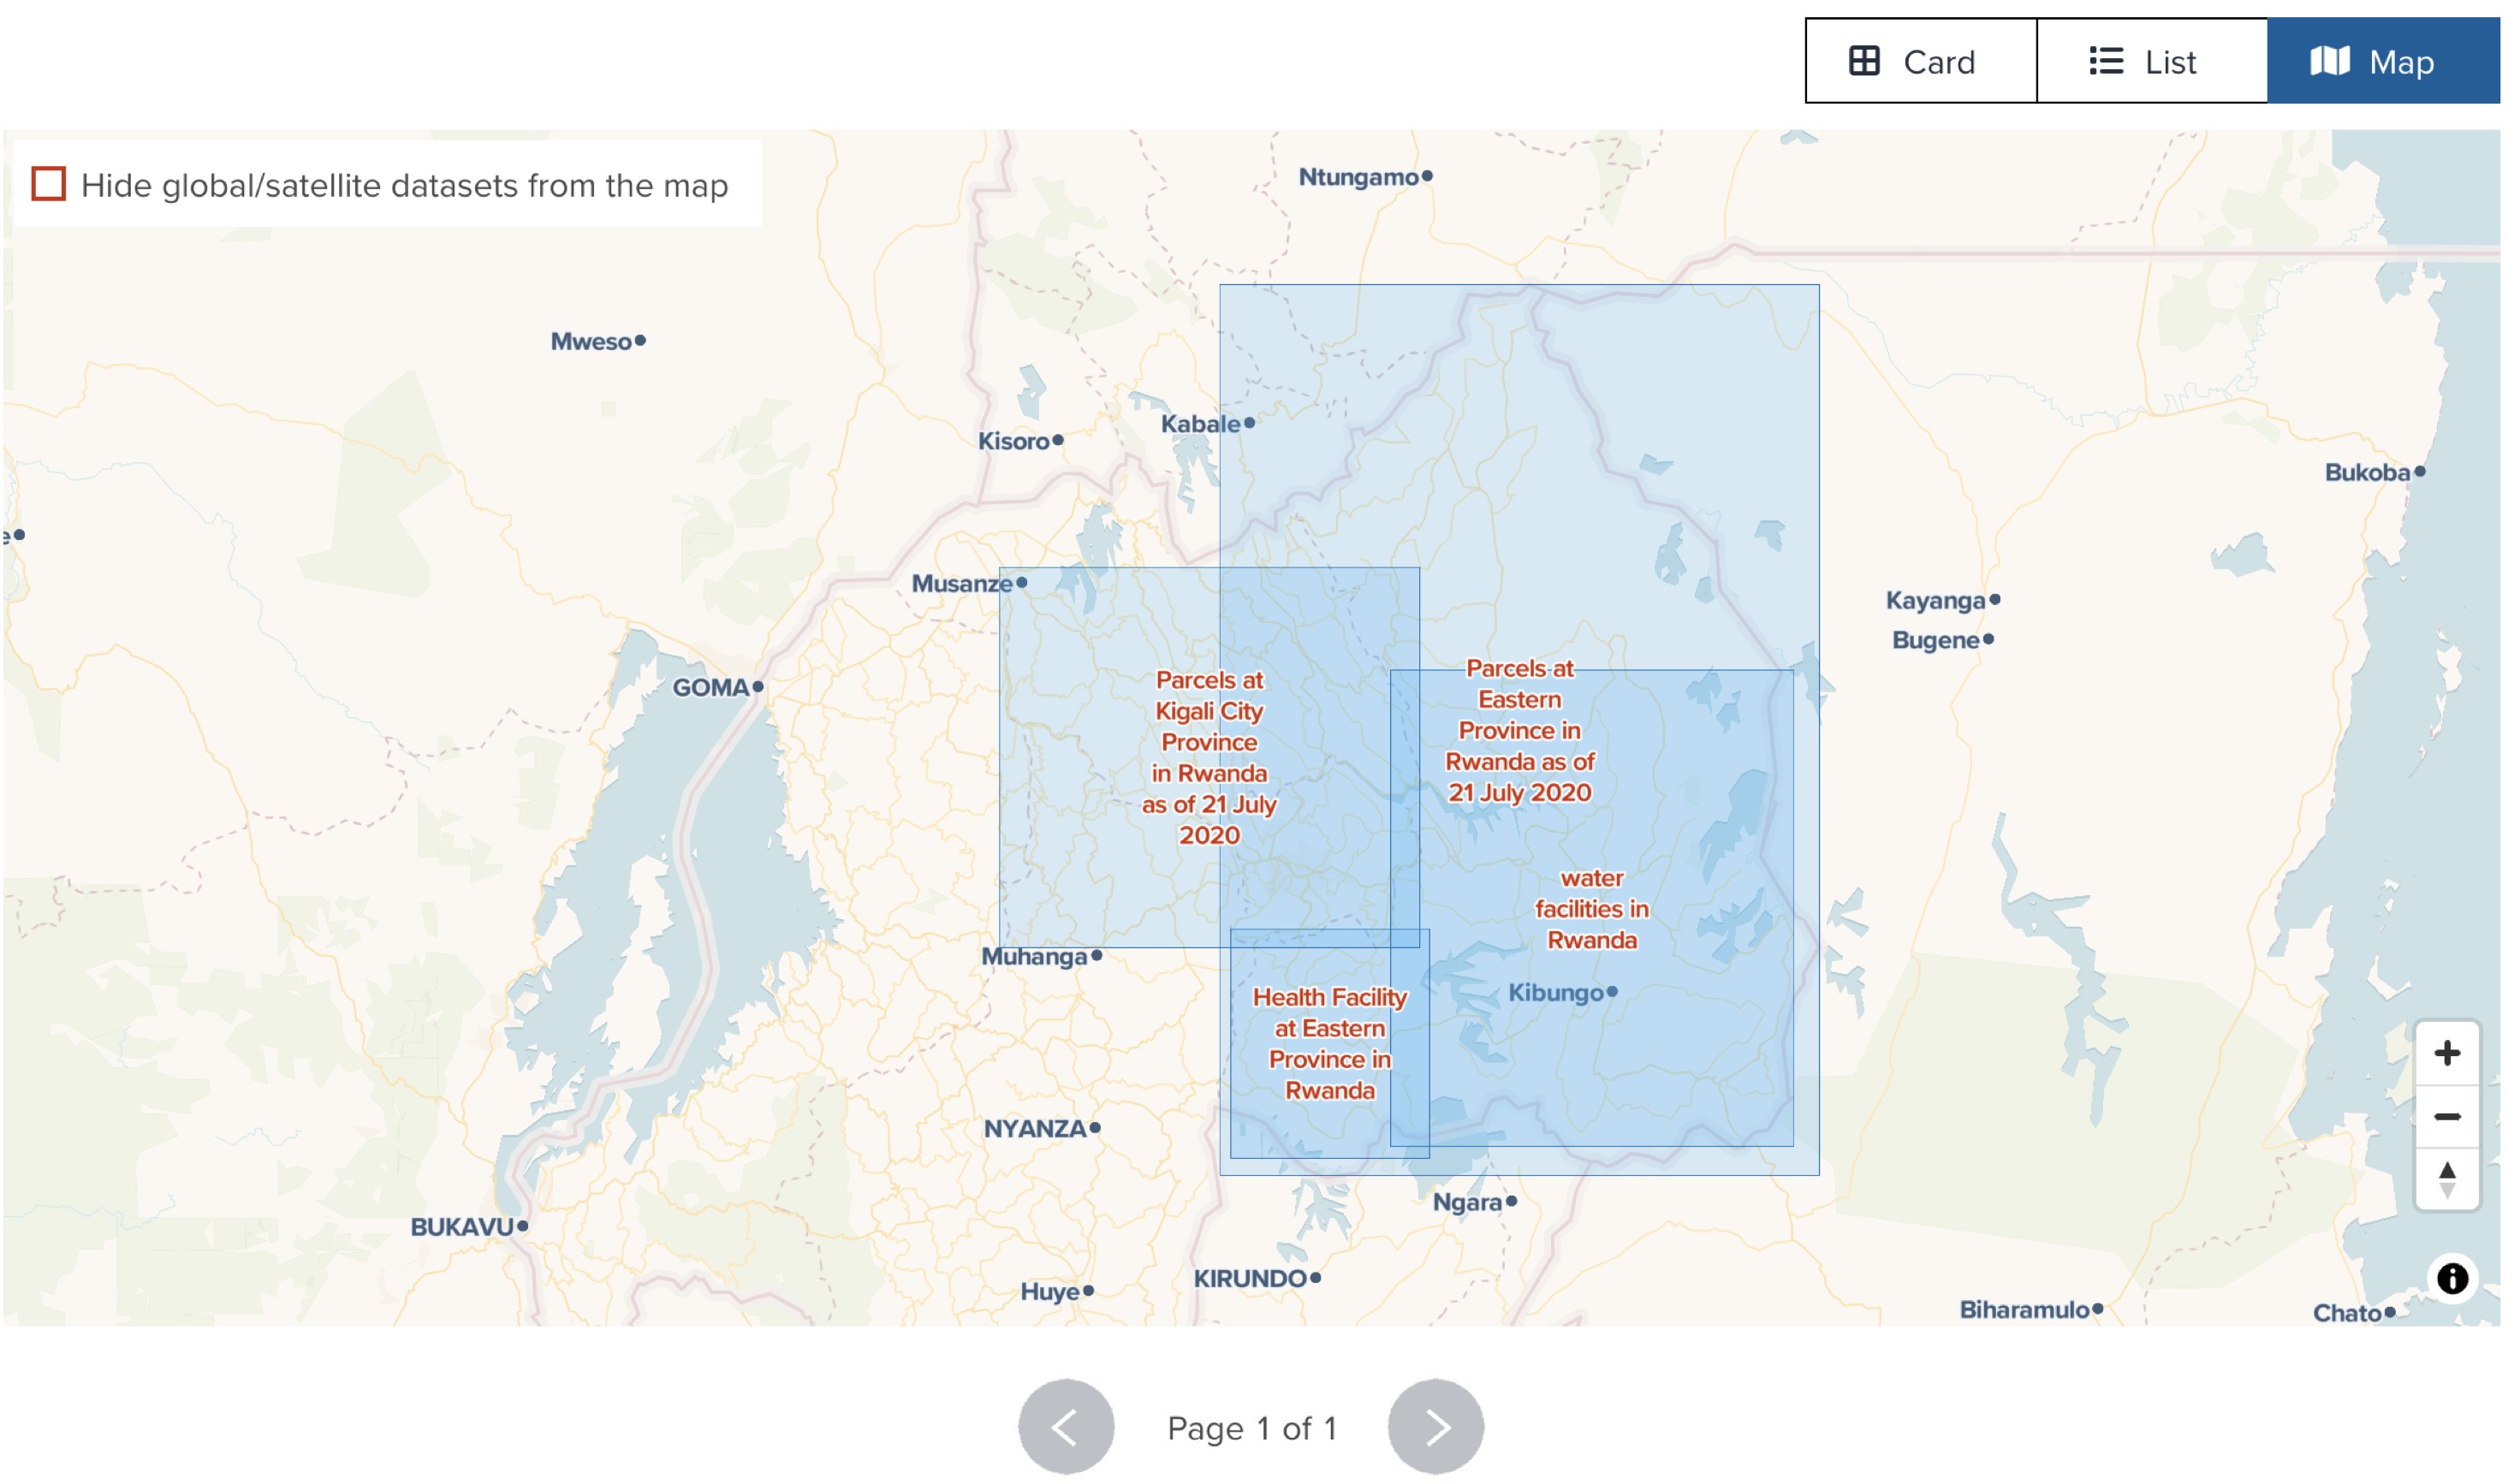 Card
List
Map
Hide global/satellite datasets from the map
Ntungamo
Mweso
Kabale
Kisoro
Bukoba
Musanze
Kayanga
Bugene
GOMA
Parcels at
Kigali City
Province
in Rwanda
as of 21 July
2020
Parcels at
Eastern
Province in
Rwanda as of
21 July 2020
water
facilities in
Rwanda
Muhanga
Kibungo
Health Facility
at Eastern
Province in
Rwanda
NYANZA
Ngara
BUKAVU
KIRUNDO
Huye
Biharamulo
Chato
Page 1 of 1